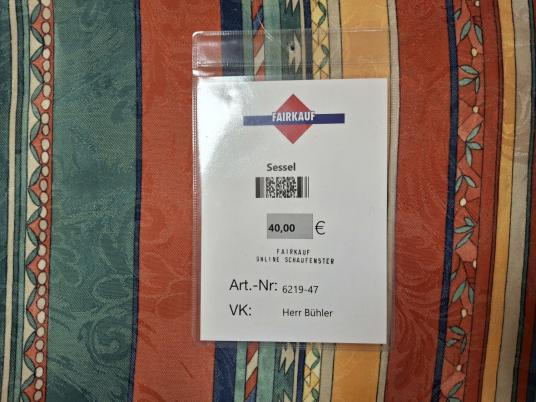 FAIRKAUF
Sessel
40,00 €
FAIRKAUF
ONLINE SCHAUFENSTER
Art.-Nr: 6219-47
VK: Herr Bühler